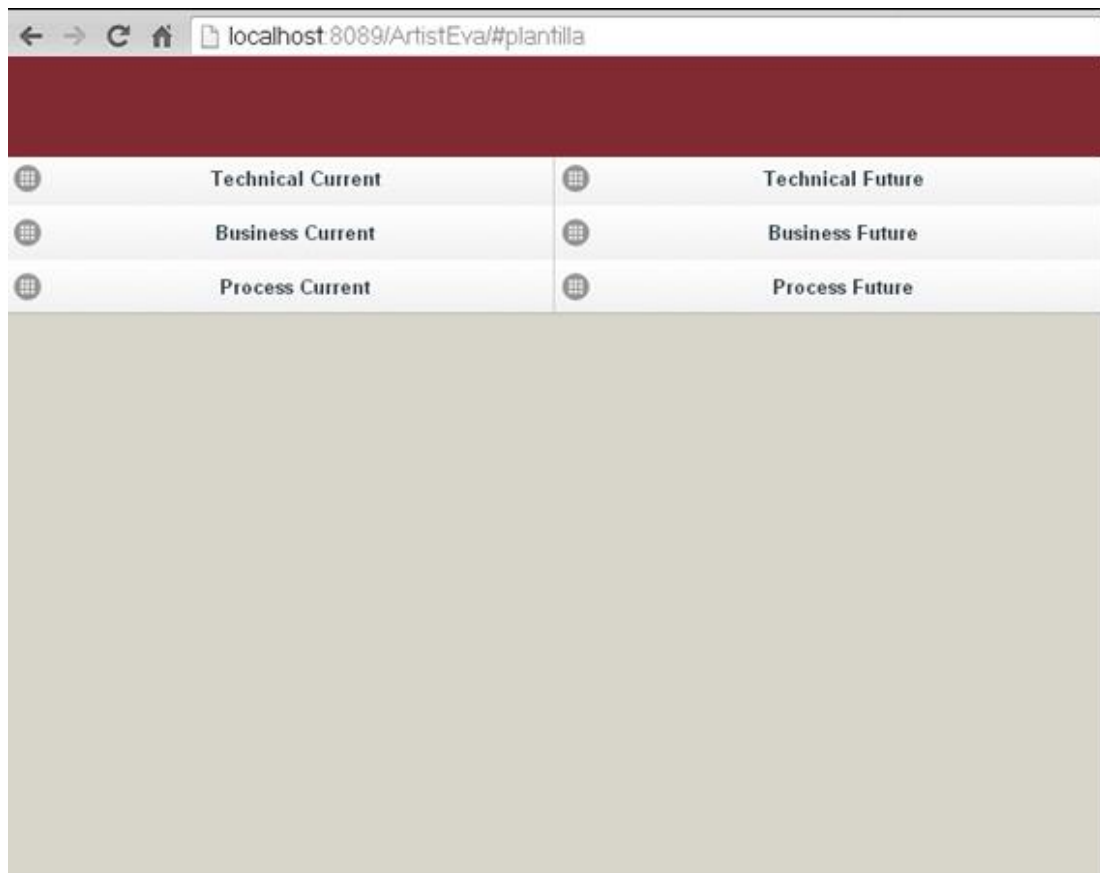 localhost:8089/ArtistEva/#plantilla
Technical Current
Technical Future
Business Current
Business Future
Process Current
Process Future